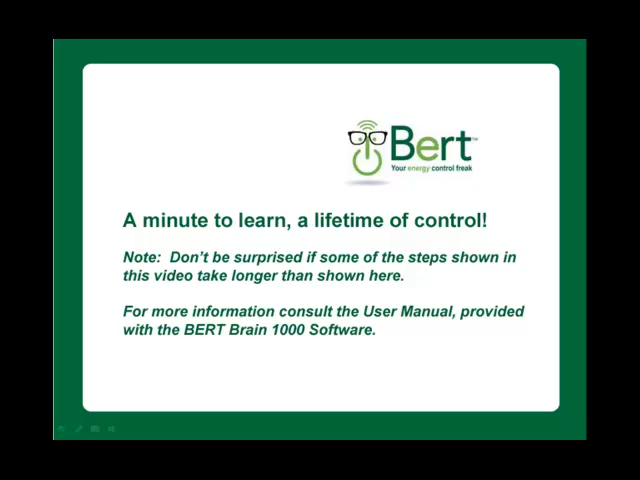 Bert™
Your energy control freak
A minute to learn, a lifetime of control!
Note: Don't be surprised if some of the steps shown in
this video take longer than shown here.
For more information consult the User Manual, provided
with the BERT Brain 1000 Software.